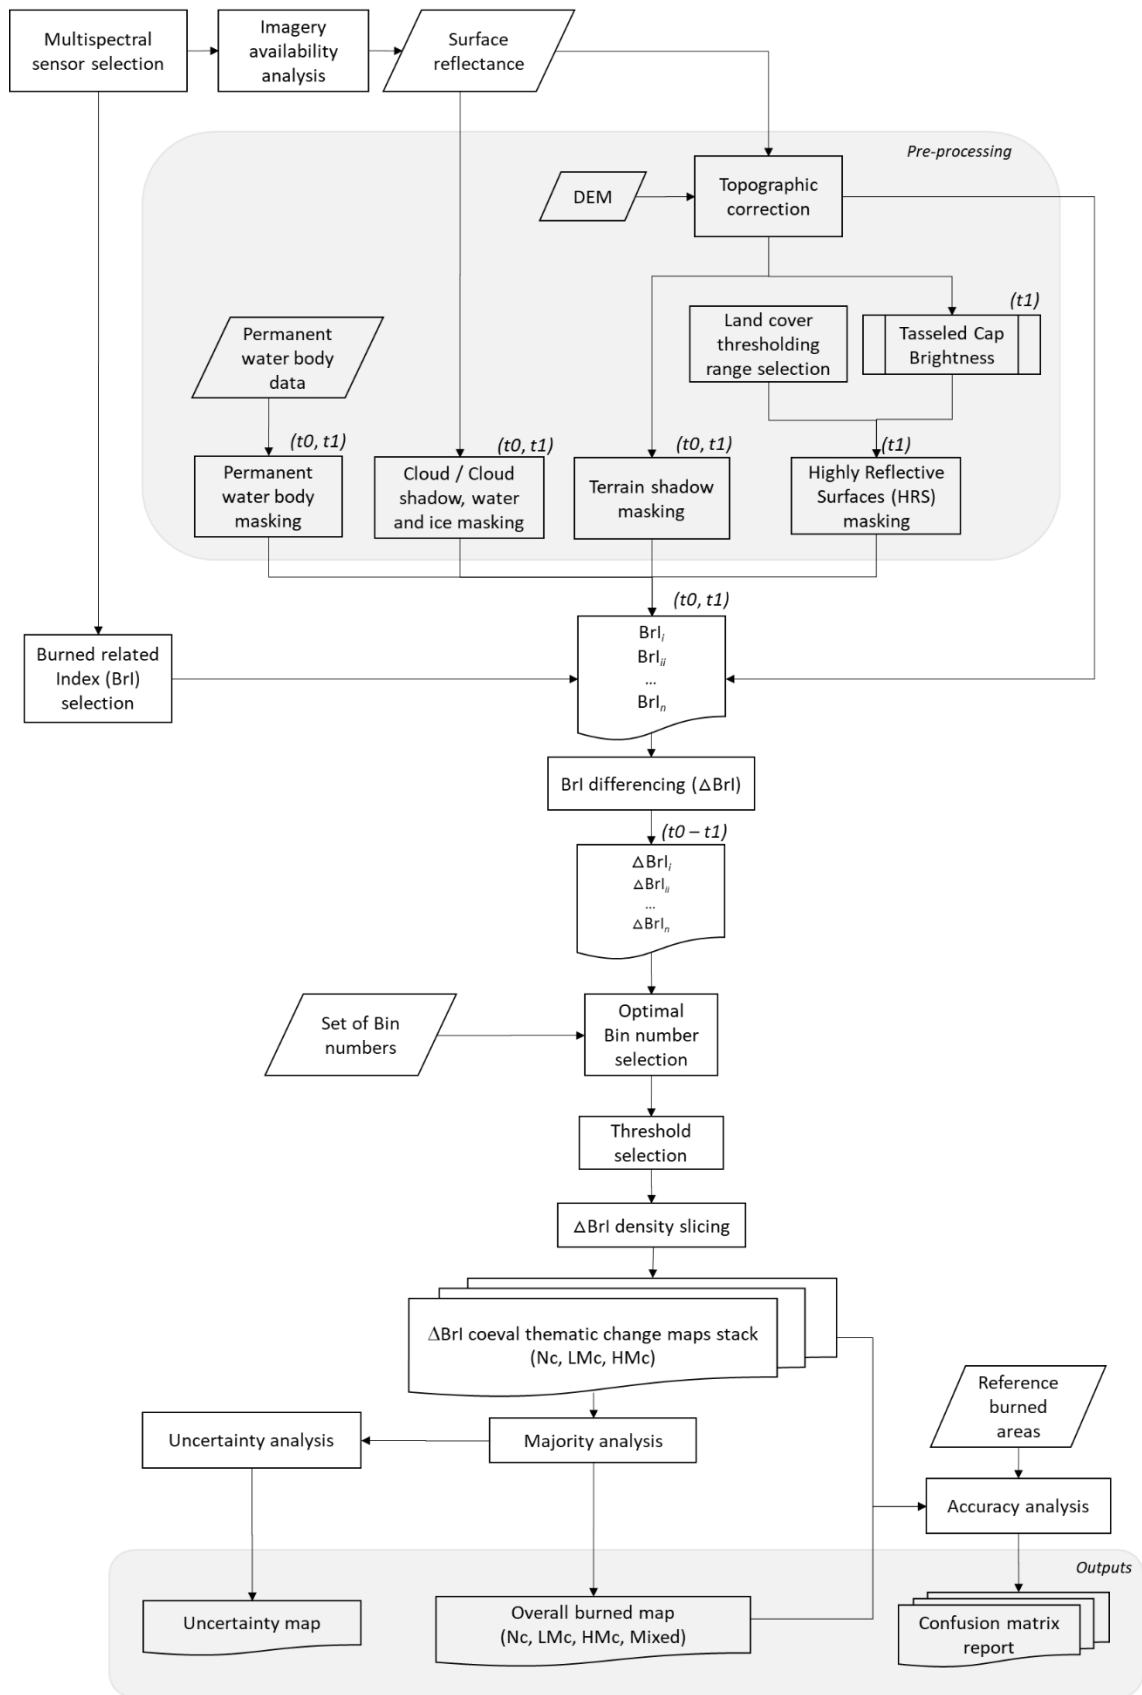 Multispectral
sensor selection
Imagery
availability
analysis
Surface
reflectance
Pre-processing
DEM
Topographic
correction
(t1)
Permanent
water body
data
Land cover
thresholding
range selection
Tasseled Cap
Brightness
(t0, t1)
(t0, t1)
(t0, t1)
(t1)
Permanent
water body
masking
Cloud / Cloud
shadow, water
and ice masking
Terrain shadow
masking
Highly Reflective
Surfaces (HRS)
masking
(t0, t1)
Burned related
Index (BrI)
selection
BrIi
BrIii
...
BrIn
BrI differencing (△BrI)
(t0 – t1)
△BrIi
△BrIii
...
△BrIn
Set of Bin
numbers
Optimal
Bin number
selection
Threshold
selection
△BrI density slicing
ΔBrI coeval thematic change maps stack
(Nc, LMc, HMc)
Reference
burned
areas
Uncertainty analysis
Majority analysis
Accuracy analysis
Outputs
Uncertainty map
Overall burned map
(Nc, LMc, HMc, Mixed)
Confusion matrix
report